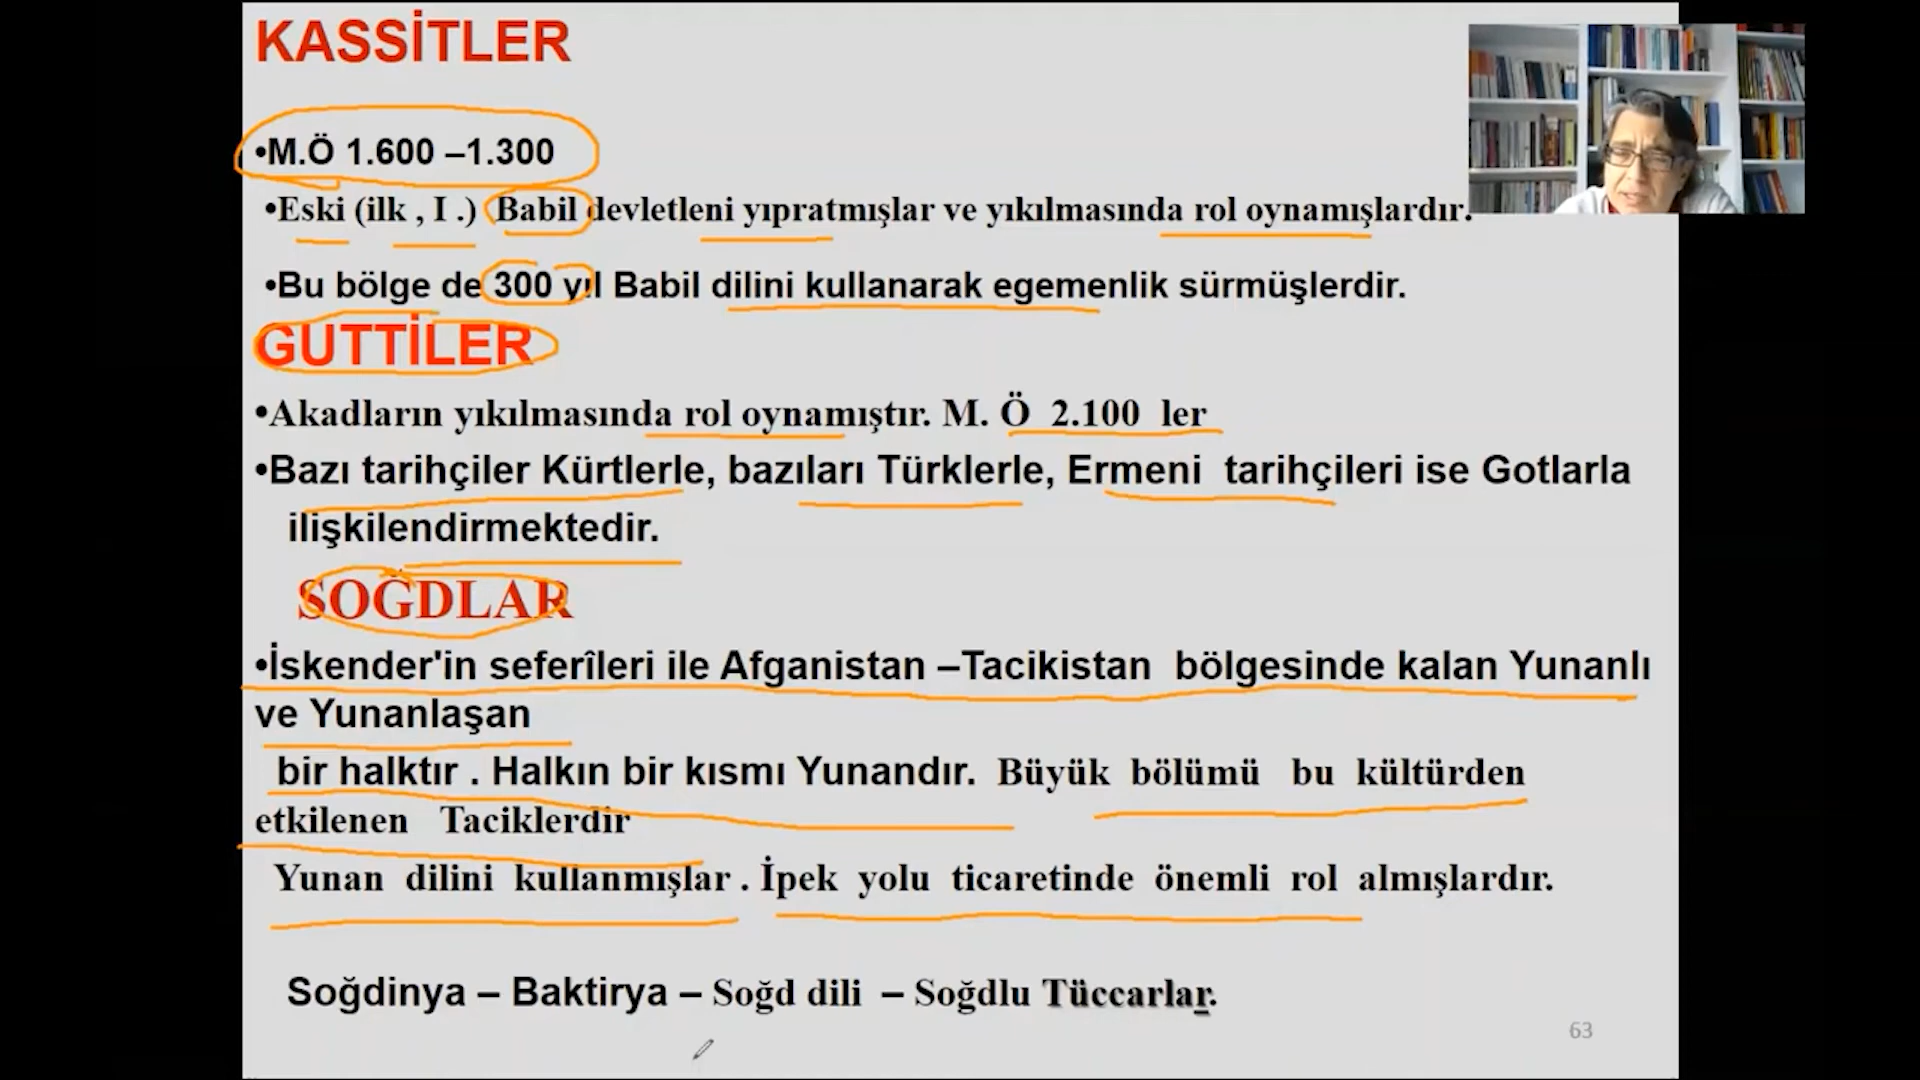 KASSİTLER
•M.Ö 1.600 –1.300
•Eski (ilk , I .) Babil devletleni yıpratmışlar ve yıkılmasında rol oynamışlardır.
•Bu bölge de 300 yıl Babil dilini kullanarak egemenlik sürmüşlerdir.
GUTTİLER
•Akadların yıkılmasında rol oynamıştır. M. Ö 2.100 ler
•Bazı tarihçiler Kürtlerle, bazıları Türklerle, Ermeni tarihçileri ise Gotlarla
ilişkilendirmektedir.
SOĞDLAR
•İskender'in seferîleri ile Afganistan –Tacikistan bölgesinde kalan Yunanlı
ve Yunanlaşan
bir halktır . Halkın bir kısmı Yunandır. Büyük bölümü bu kültürden
etkilenen Taciklerdir
Yunan dilini kullanmışlar . İpek yolu ticaretinde önemli rol almışlardır.
Soğdinya – Baktirya – Soğd dili – Soğdlu Tüccarlar.
63